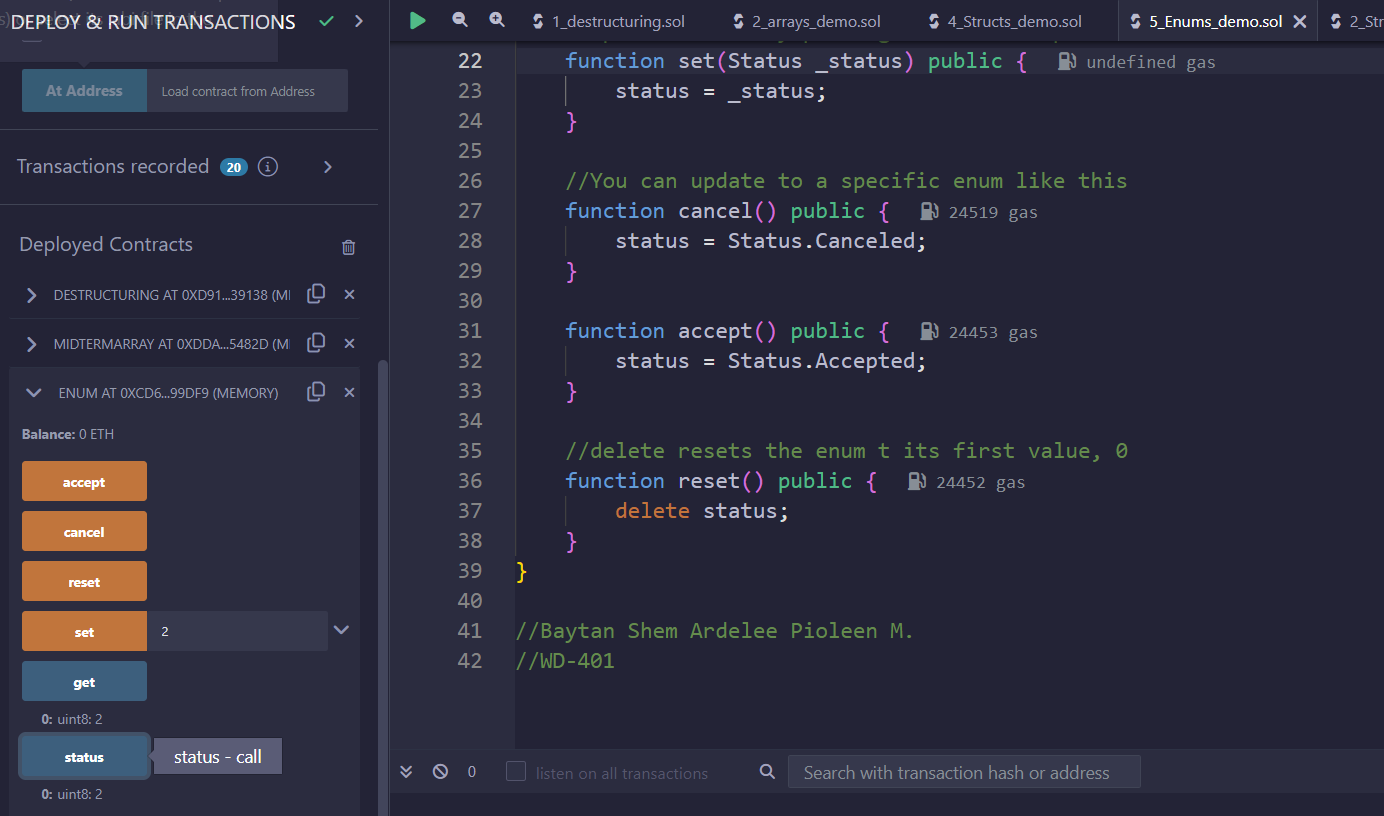 DEPLOY & RUN TRANSACTIONS
At Address
Load contract from Address
Transactions recorded 20
Deployed Contracts
DESTRUCTURING AT 0XD91...39138 (MI
MIDTERMARRAY AT 0XDDA...5482D (MI
ENUM AT 0XCD6...99DF9 (MEMORY)
Balance: 0 ETH
accept
cancel
reset
set 2
get
0: uint8: 2
status
status - call
0: uint8: 2
1_destructuring.sol 2_arrays_demo.sol 4_Structs_demo.sol 5_Enums_demo.sol 2_Str
22 function set(Status _status) public { undefined gas
23 status = _status;
24 }
25
26 //You can update to a specific enum like this
27 function cancel() public { 24519 gas
28 status = Status.Canceled;
29 }
30
31 function accept() public { 24453 gas
32 status = Status.Accepted;
33 }
34
35 //delete resets the enum t its first value, 0
36 function reset() public { 24452 gas
37 delete status;
38 }
39 }
40
41 //Baytan Shem Ardelee Pioleen M.
42 //WD-401
0 listen on all transactions Search with transaction hash or address